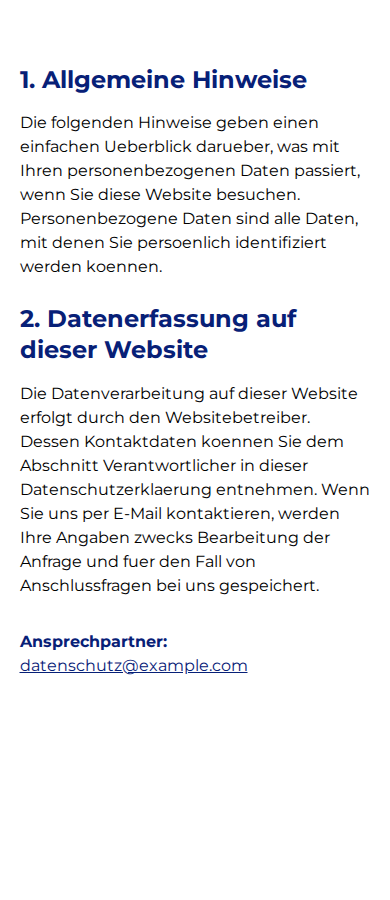 1. Allgemeine Hinweise
Die folgenden Hinweise geben einen
einfachen Ueberblick darueber, was mit
Ihren personenbezogenen Daten passiert,
wenn Sie diese Website besuchen.
Personenbezogene Daten sind alle Daten,
mit denen Sie persoenlich identifiziert
werden koennen.
2. Datenerfassung auf
dieser Website
Die Datenverarbeitung auf dieser Website
erfolgt durch den Websitebetreiber.
Dessen Kontaktdaten koennen Sie dem
Abschnitt Verantwortlicher in dieser
Datenschutzerklaerung entnehmen. Wenn
Sie uns per E-Mail kontaktieren, werden
Ihre Angaben zwecks Bearbeitung der
Anfrage und fuer den Fall von
Anschlussfragen bei uns gespeichert.
Ansprechpartner:
datenschutz@example.com